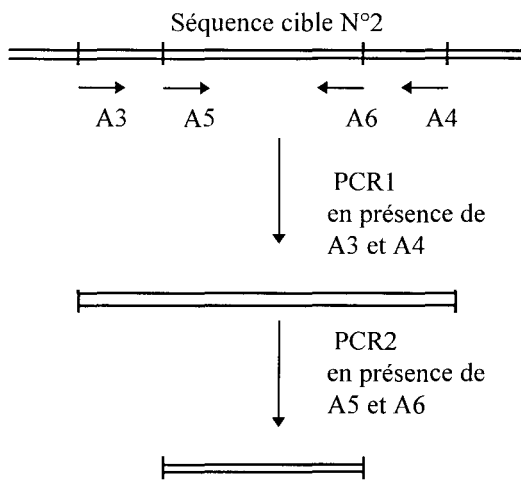 Séquence cible N°2
A3 A5 A6 A4
PCR1
en présence de
A3 et A4
PCR2
en présence de
A5 et A6